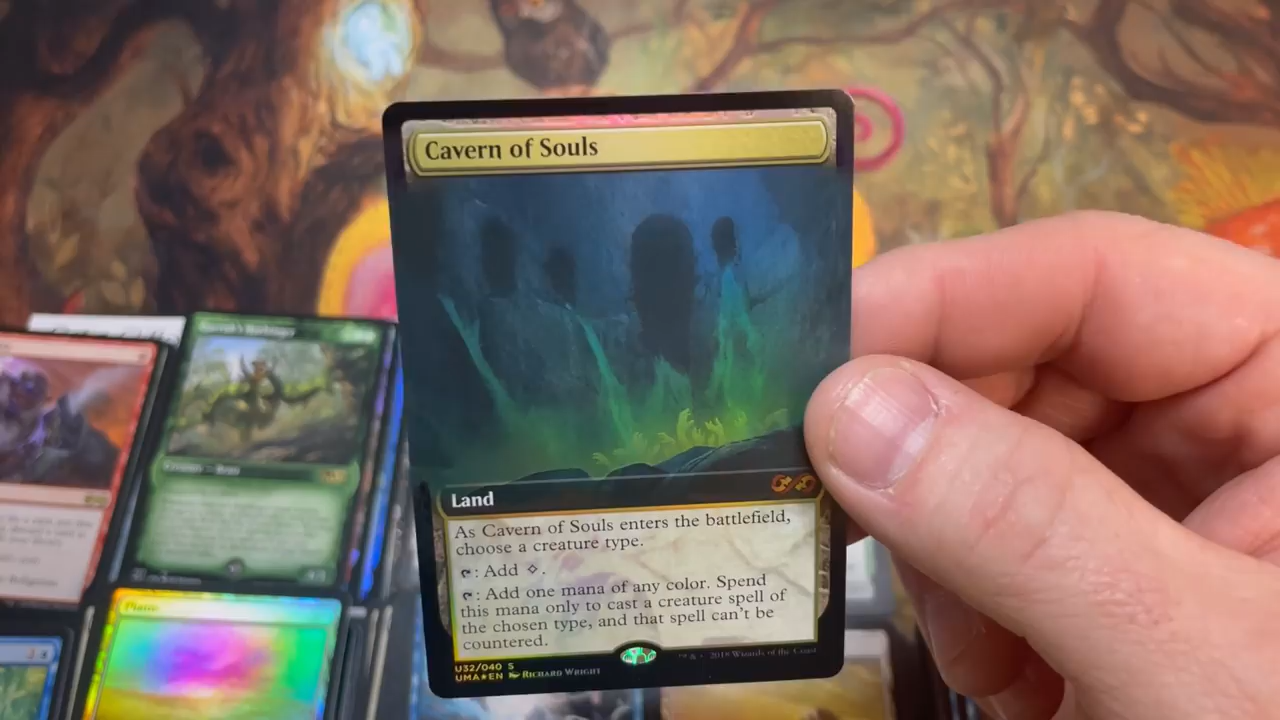 Cavern of Souls
Land
As Cavern of Souls enters the battlefield,
choose a creature type.
: Add .
: Add one mana of any color. Spend
this mana only to cast a creature spell of
the chosen type, and that spell can't be
countered.
U32/040 S
UMA★EN RICHARD WRIGHT
™ & © 2018 Wizards of the Coast
Plains